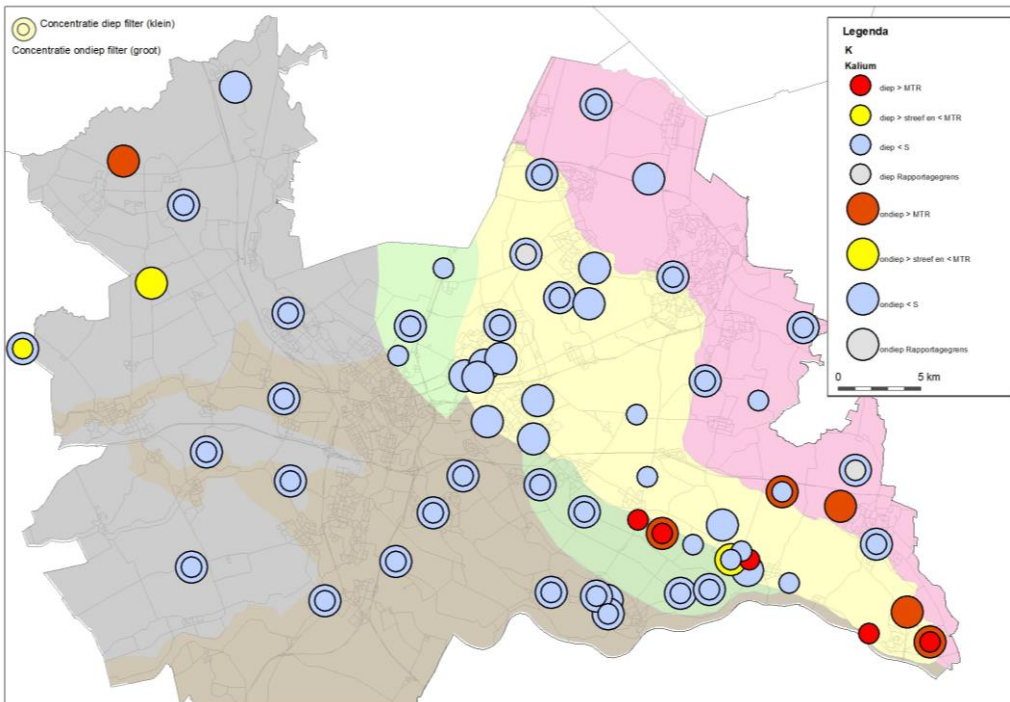 Concentratie diep filter (klein)
Concentratie ondiep filter (groot)
Legenda
K
Kalium
diep > MTR
diep > streef en < MTR
diep < S
diep Rapportagegrens
ondiep > MTR
ondiep > streef en < MTR
ondiep < S
ondiep Rapportagegrens
0 5 km